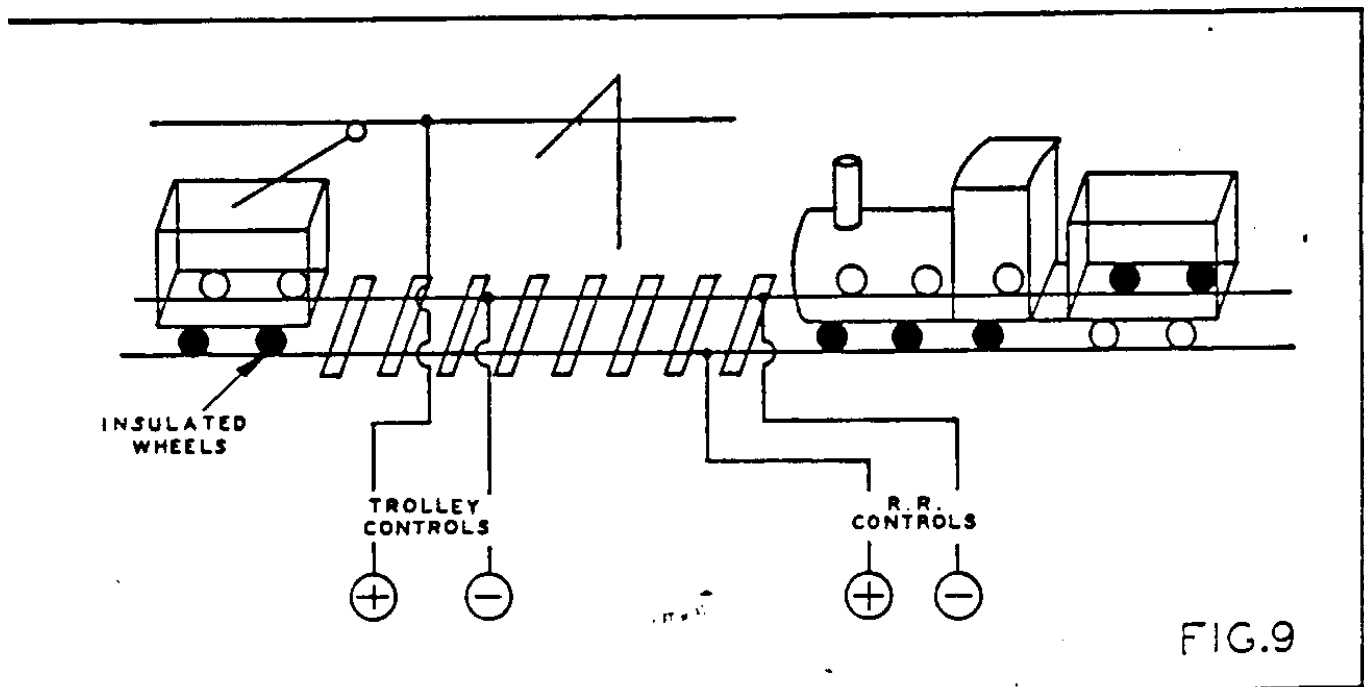 INSULATED
WHEELS
TROLLEY
CONTROLS
R.R.
CONTROLS
+
−
+
−
FIG.9